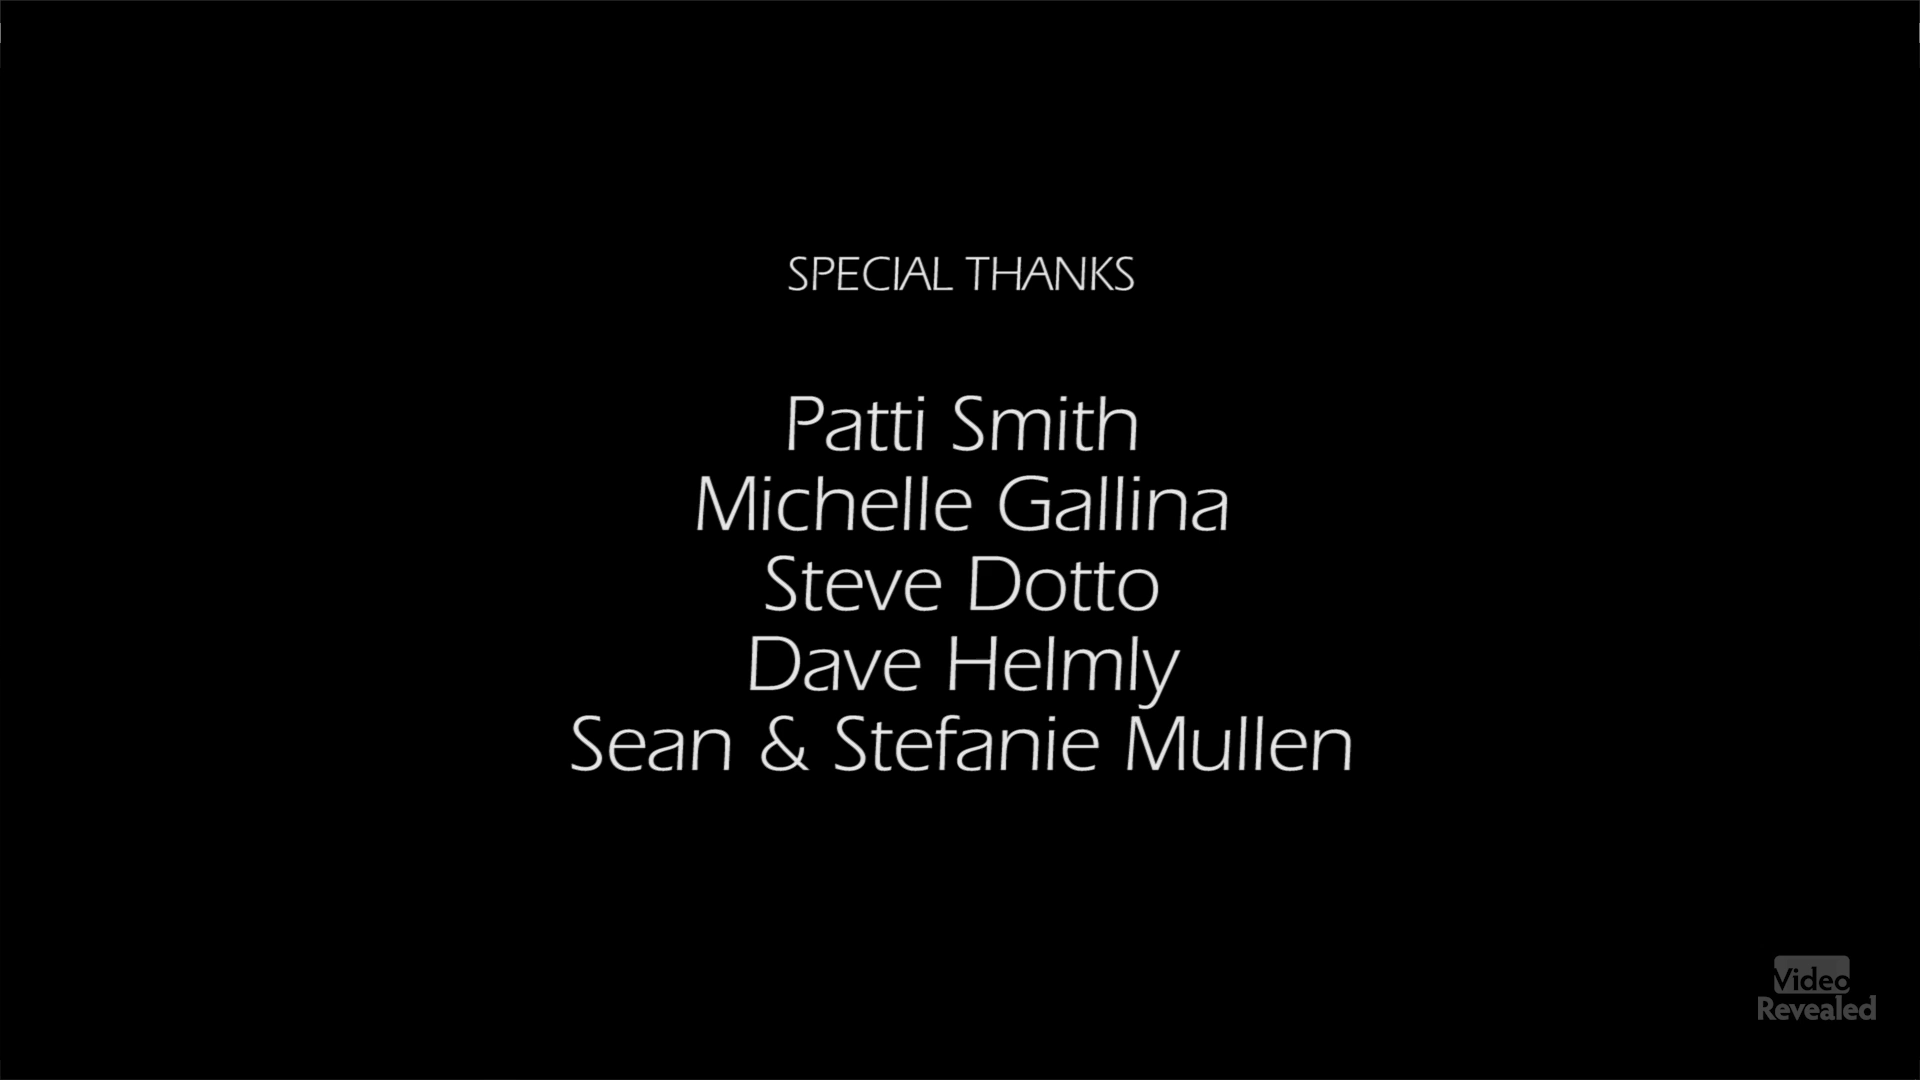 SPECIAL THANKS
Patti Smith
Michelle Gallina
Steve Dotto
Dave Helmly
Sean & Stefanie Mullen
Video
Revealed